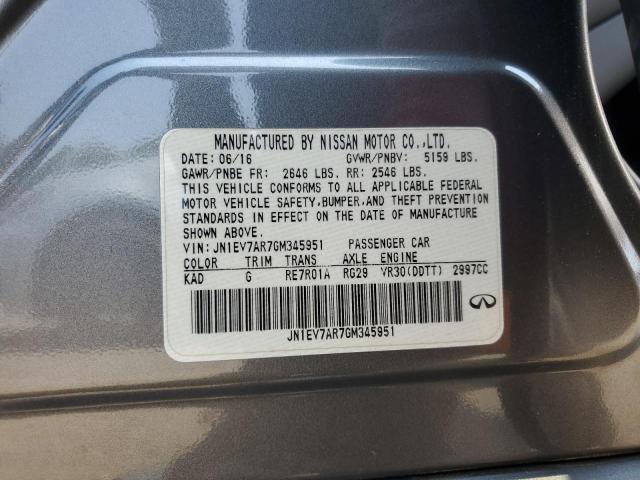 MANUFACTURED BY NISSAN MOTOR CO.,LTD.
DATE: 06/16 GVWR/PNBV: 5159 LBS.
GAWR/PNBE FR: 2646 LBS. RR: 2546 LBS.
THIS VEHICLE CONFORMS TO ALL APPLICABLE FEDERAL
MOTOR VEHICLE SAFETY,BUMPER,AND THEFT PREVENTION
STANDARDS IN EFFECT ON THE DATE OF MANUFACTURE
SHOWN ABOVE.
VIN: JN1EV7AR7GM345951 PASSENGER CAR
COLOR TRIM TRANS AXLE ENGINE
KAD G RE7R01A RG29 VR30(DDTT) 2997CC
JN1EV7AR7GM345951